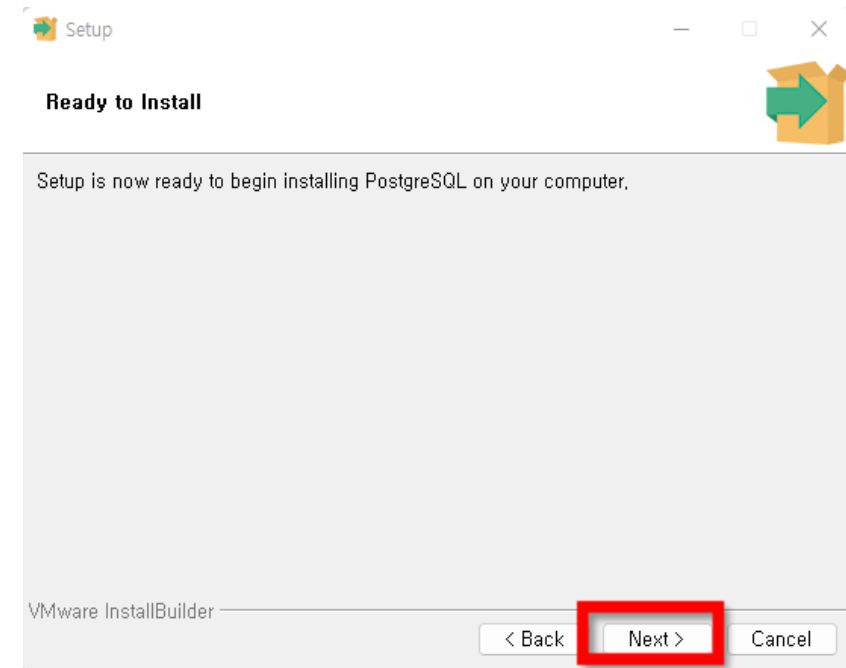 Setup
Ready to Install
Setup is now ready to begin installing PostgreSQL on your computer.
VMware InstallBuilder
< Back
Next >
Cancel